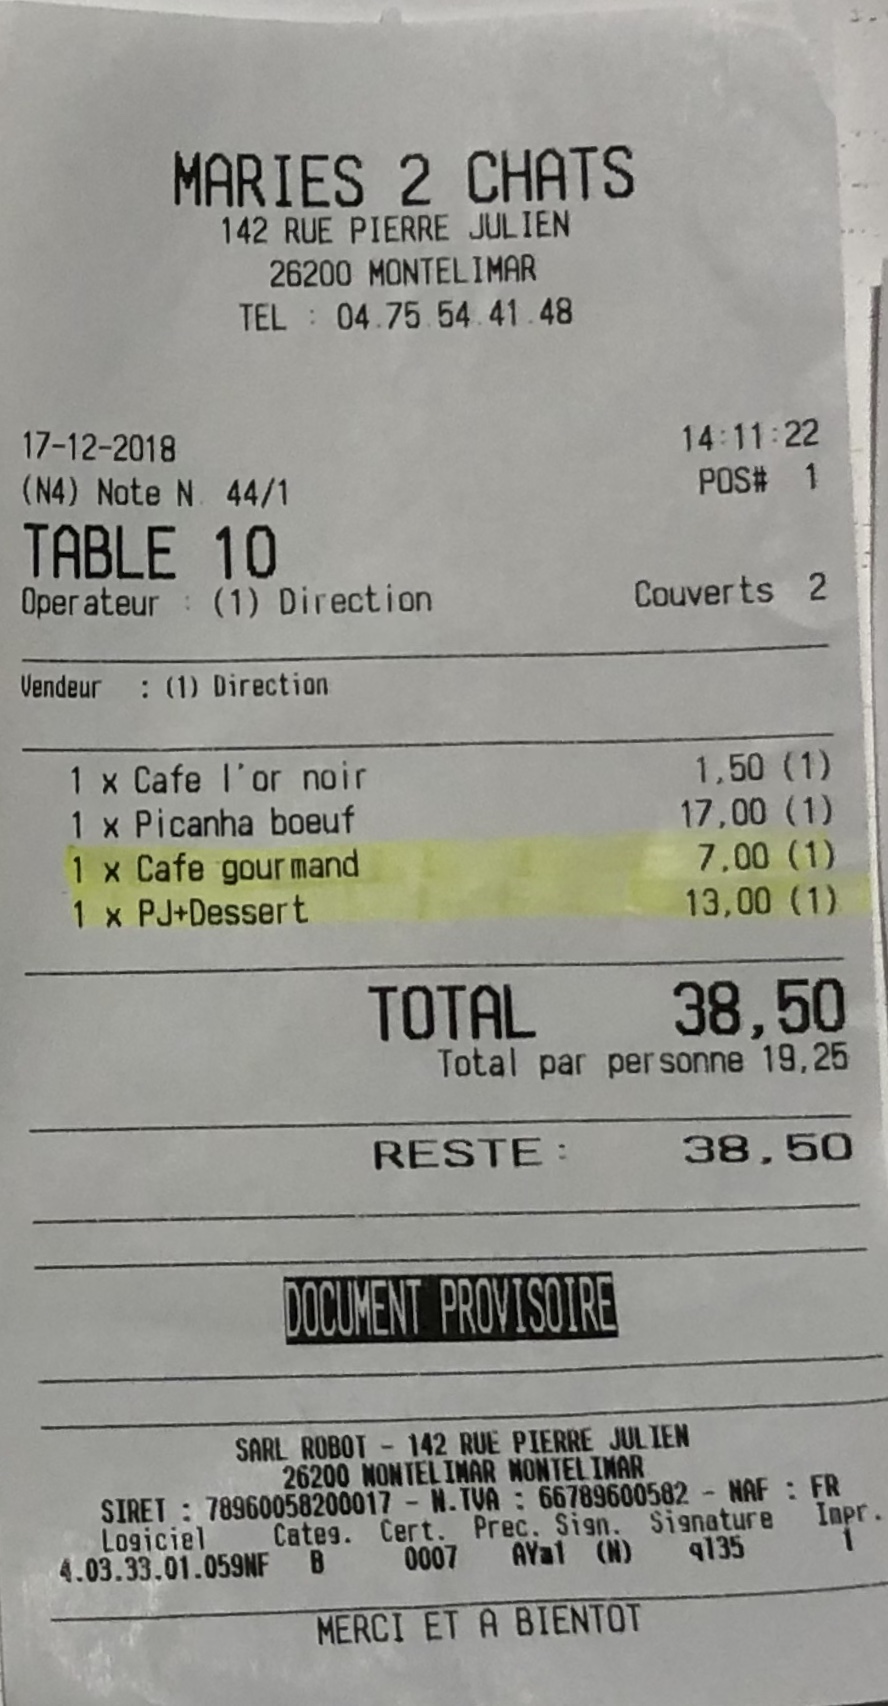 MARIES 2 CHATS
142 RUE PIERRE JULIEN
26200 MONTELIMAR
TEL : 04.75.54.41.48
17-12-2018 14:11:22
(N4) Note N. 44/1 POS# 1
TABLE 10
Operateur : (1) Direction Couverts 2
Vendeur : (1) Direction
1 x Cafe l'or noir 1,50 (1)
1 x Picanha boeuf 17,00 (1)
1 x Cafe gourmand 7,00 (1)
1 x PJ+Dessert 13,00 (1)
TOTAL 38,50
Total par personne 19,25
RESTE : 38,50
DOCUMENT PROVISOIRE
SARL ROBOT - 142 RUE PIERRE JULIEN
26200 MONTELIMAR MONTELIMAR
SIRET : 78960058200017 - N.TVA : 66789600582 - NAF : FR
Logiciel Categ. Cert. Prec. Sign. Signature Impr.
4.03.33.01.059NF B 0007 AYm1 (N) q135 1
MERCI ET A BIENTOT